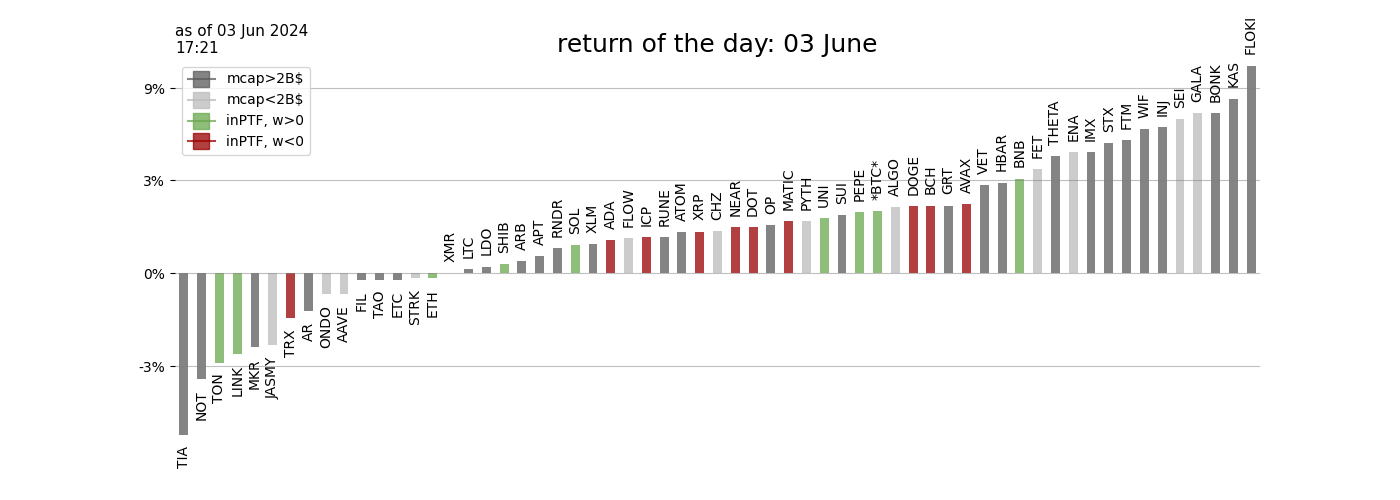 as of 03 Jun 2024
17:21
return of the day: 03 June
mcap>2B$
mcap<2B$
inPTF, w>0
inPTF, w<0
9%
3%
0%
-3%
TIA
NOT
TON
LINK
MKR
JASMY
TRX
AR
ONDO
AAVE
FIL
TAO
ETC
STRK
ETH
XMR
LTC
LDO
SHIB
ARB
APT
RNDR
SOL
XLM
ADA
FLOW
ICP
RUNE
ATOM
XRP
CHZ
NEAR
DOT
OP
MATIC
PYTH
UNI
SUI
PEPE
*BTC*
ALGO
DOGE
BCH
GRT
AVAX
VET
HBAR
BNB
FET
THETA
ENA
IMX
STX
FTM
WIF
INJ
SEI
GALA
BONK
KAS
FLOKI